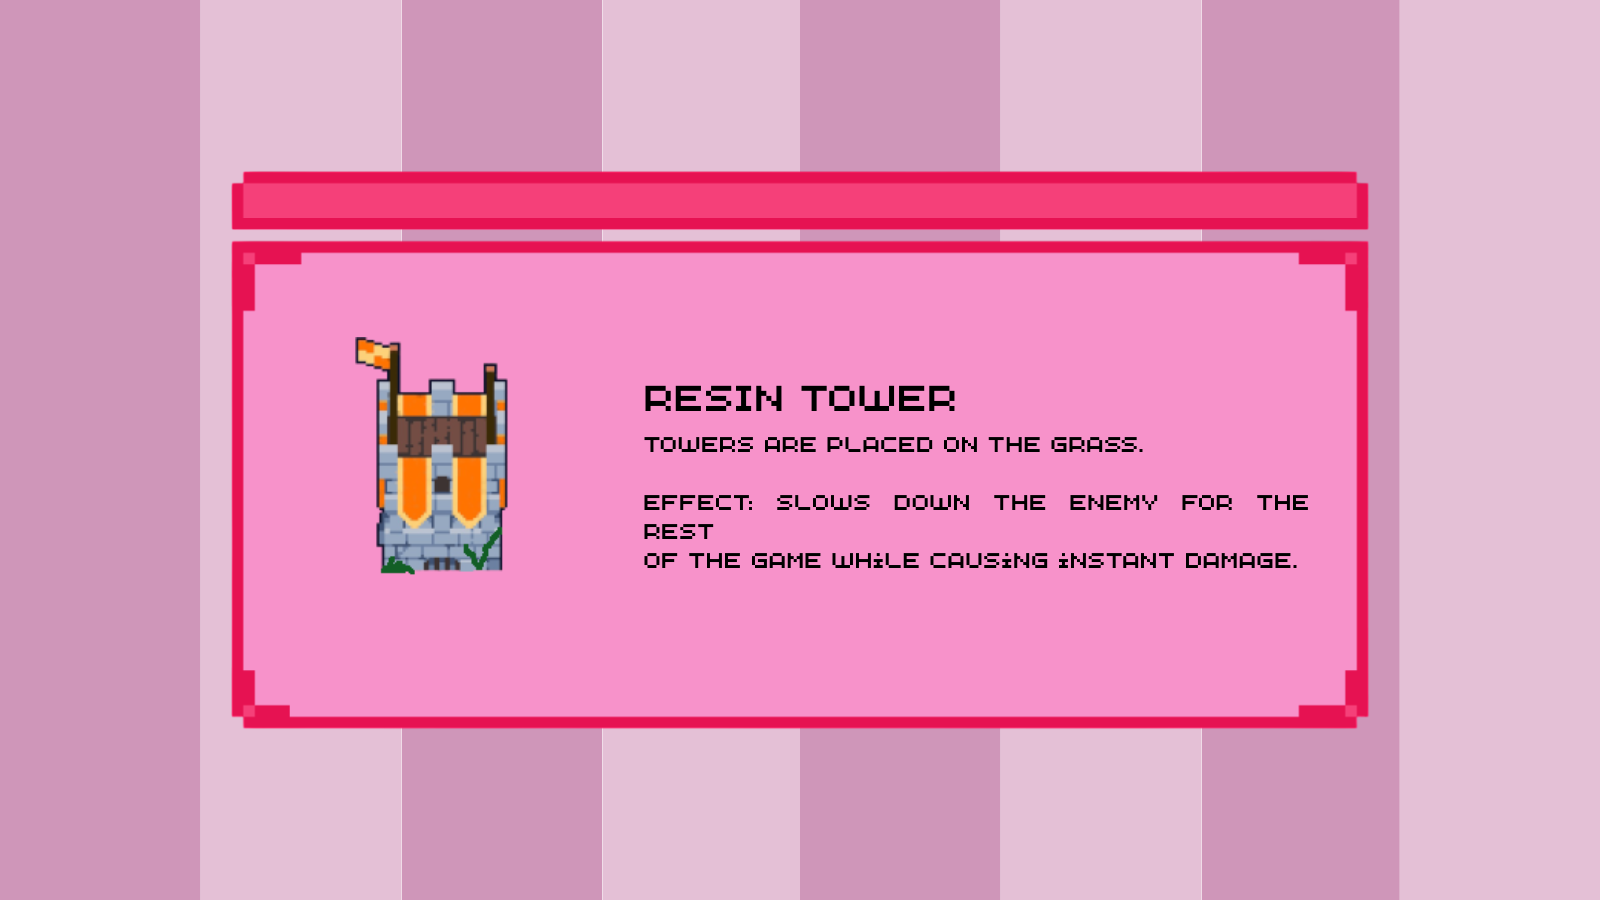 RESIN TOWER
TOWERS ARE PLACED ON THE GRASS.
EFFECT: SLOWS DOWN THE ENEMY FOR THE
REST
OF THE GAME WHiLE CAUSiNG iNSTANT DAMAGE.